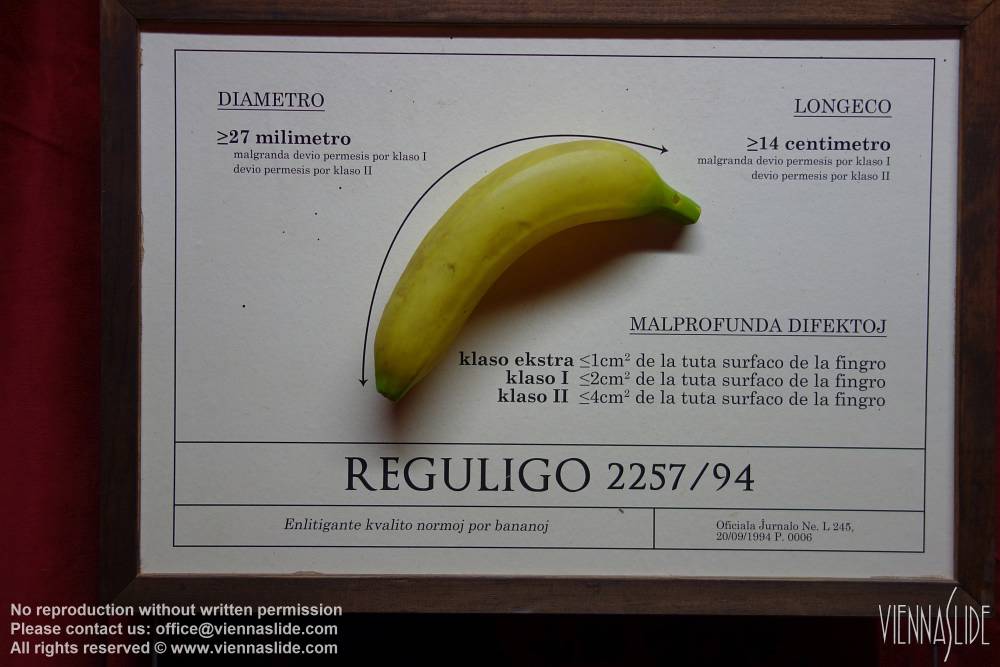 DIAMETRO
≥27 milimetro
malgranda devio permesis por klaso I
devio permesis por klaso II
LONGECO
≥14 centimetro
malgranda devio permesis por klaso I
devio permesis por klaso II
MALPROFUNDA DIFEKTOJ
klaso ekstra ≤1cm² de la tuta surfaco de la fingro
klaso I ≤2cm² de la tuta surfaco de la fingro
klaso II ≤4cm² de la tuta surfaco de la fingro
REGULIGO 2257/94
Enlitigante kvalito normoj por bananoj
Oficiala Ĵurnalo Ne. L 245,
20/09/1994 P. 0006
No reproduction without written permission
Please contact us: office@viennaslide.com
All rights reserved © www.viennaslide.com
VIENNASLIDE